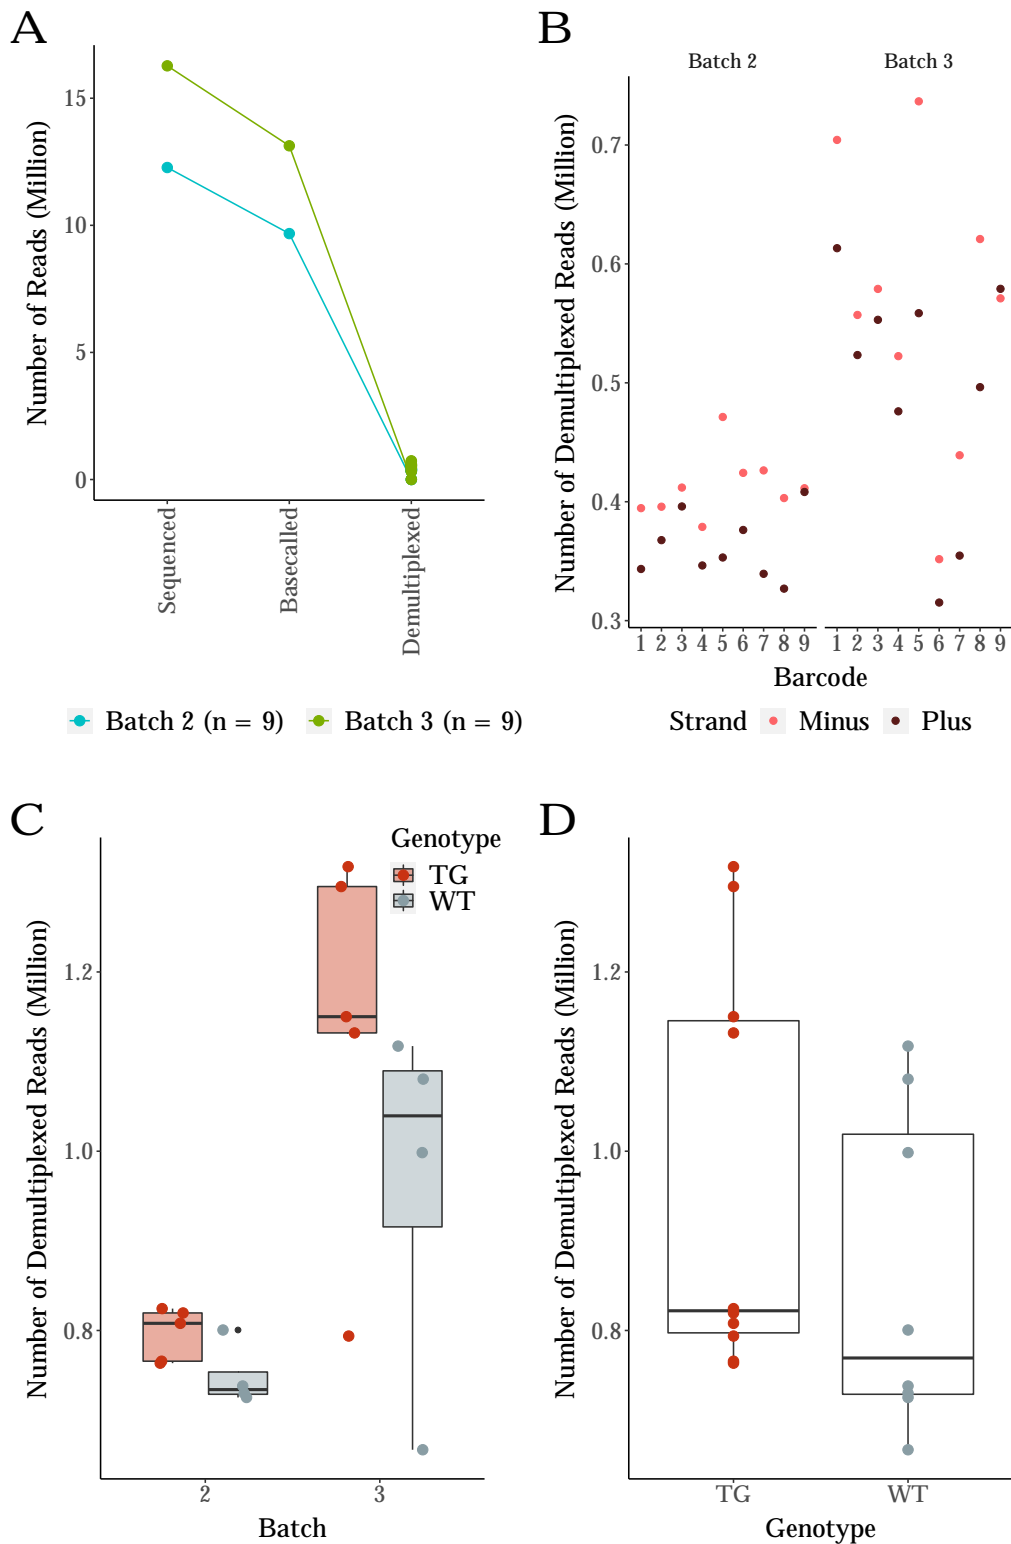 A
Number of Reads (Million)
15
10
5
0
Sequenced
Basecalled
Demultiplexed
Batch 2 (n = 9)
Batch 3 (n = 9)
B
Batch 2
Batch 3
Number of Demultiplexed Reads (Million)
0.7
0.6
0.5
0.4
0.3
1 2 3 4 5 6 7 8 9
1 2 3 4 5 6 7 8 9
Barcode
Strand
Minus
Plus
C
Genotype
TG
WT
Number of Demultiplexed Reads (Million)
1.2
1.0
0.8
2
3
Batch
D
Number of Demultiplexed Reads (Million)
1.2
1.0
0.8
TG
WT
Genotype